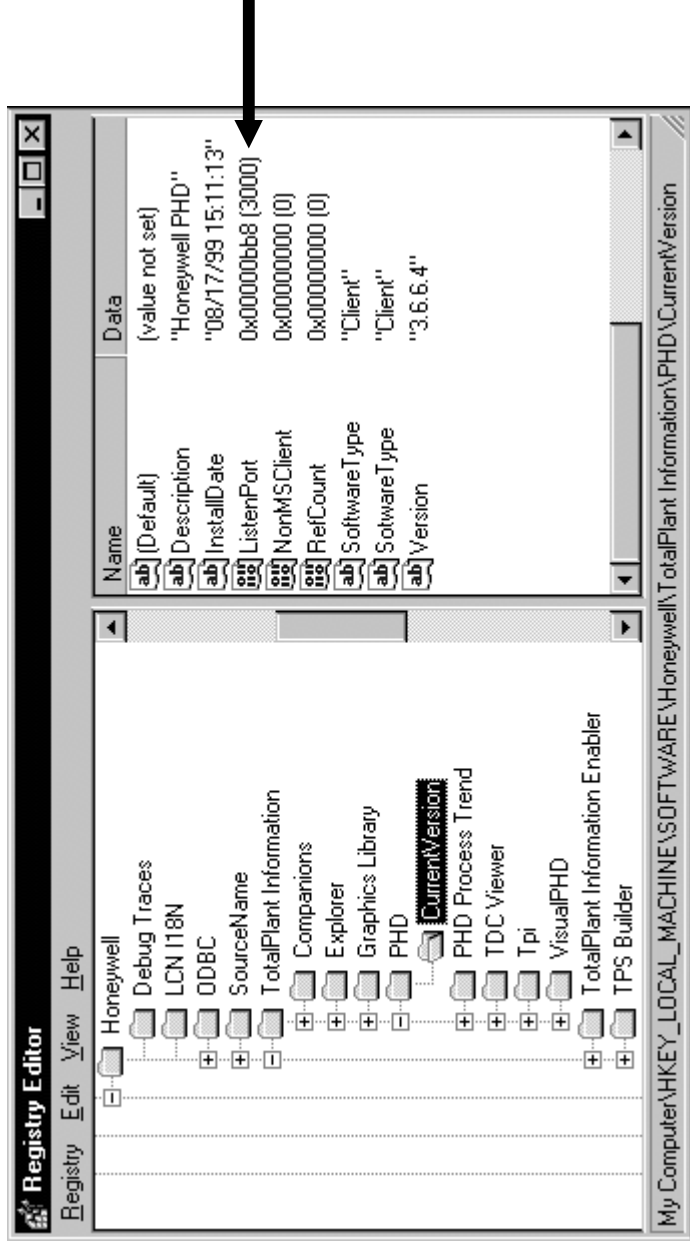 Registry Editor
Registry Edit View Help
Honeywell
Debug Traces
LCN I18N
ODBC
SourceName
TotalPlant Information
Companions
Explorer
Graphics Library
PHD
CurrentVersion
PHD Process Trend
TDC Viewer
Tpi
VisualPHD
TotalPlant Information Enabler
TPS Builder
Name Data
(Default) (value not set)
Description "Honeywell PHD"
InstallDate "08/17/99 15:11:13"
ListenPort 0x00000bb8 (3000)
NonMSClient 0x00000000 (0)
RefCount 0x00000000 (0)
SoftwareType "Client"
SotwareType "Client"
Version "3.6.6.4"
My Computer\HKEY_LOCAL_MACHINE\SOFTWARE\Honeywell\TotalPlant Information\PHD\CurrentVersion